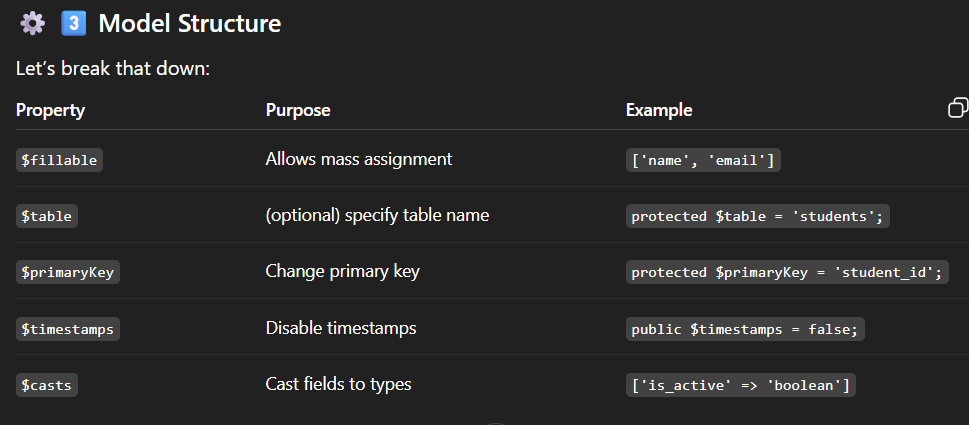 ⚙️ 3️⃣ Model Structure
Let's break that down:
Property Purpose Example
$fillable Allows mass assignment ['name', 'email']
$table (optional) specify table name protected $table = 'students';
$primaryKey Change primary key protected $primaryKey = 'student_id';
$timestamps Disable timestamps public $timestamps = false;
$casts Cast fields to types ['is_active' => 'boolean']